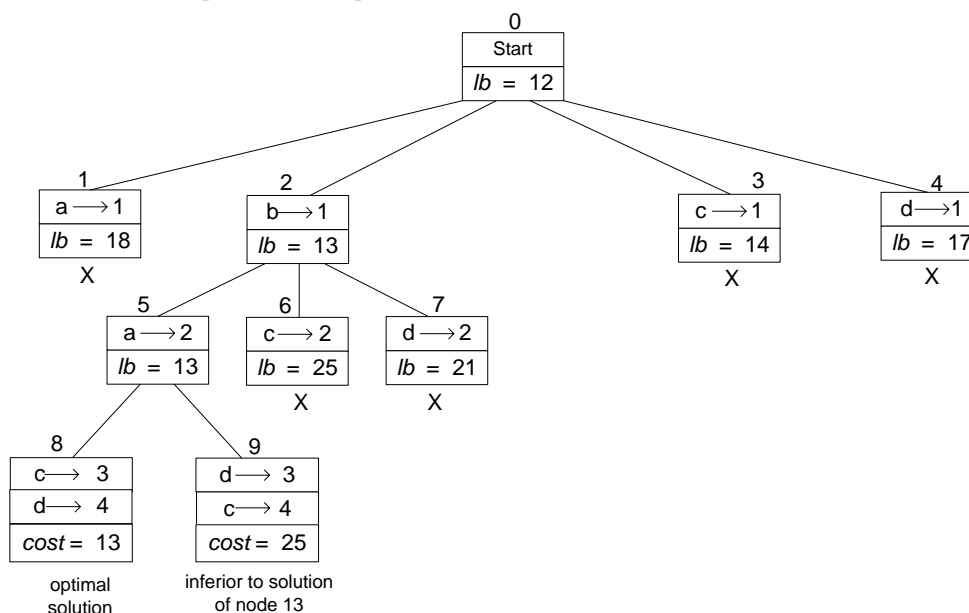 0
Start
lb = 12
1
a → 1
lb = 18
X
2
b → 1
lb = 13
3
c → 1
lb = 14
X
4
d → 1
lb = 17
X
5
a → 2
lb = 13
6
c → 2
lb = 25
X
7
d → 2
lb = 21
X
8
c → 3
d → 4
cost = 13
optimal
solution
9
d → 3
c → 4
cost = 25
inferior to solution
of node 13